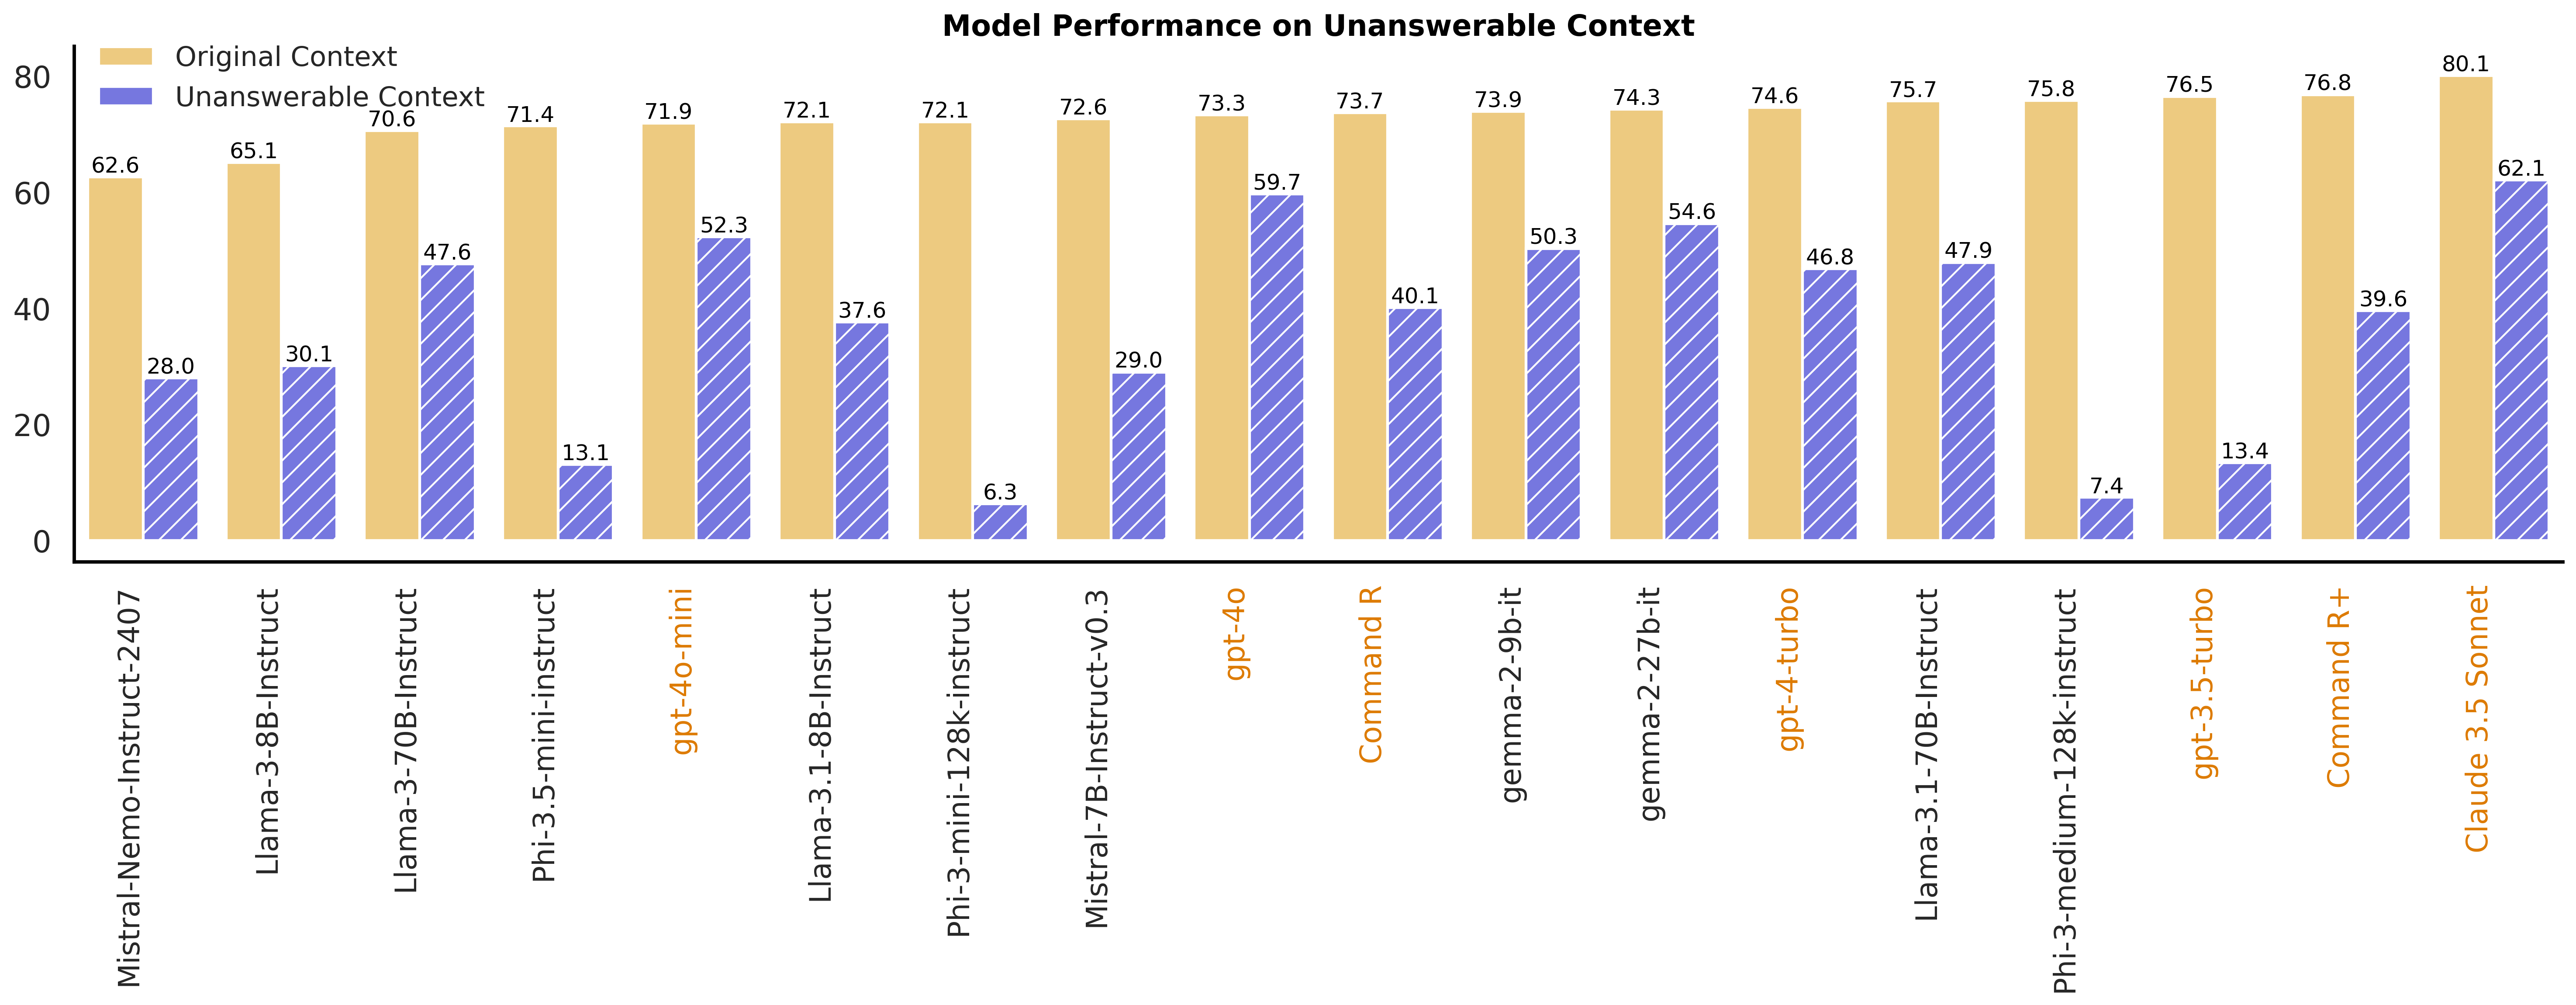 Model Performance on Unanswerable Context
Original Context
Unanswerable Context
80
60
40
20
0
62.6
28.0
65.1
30.1
70.6
47.6
71.4
13.1
71.9
52.3
72.1
37.6
72.1
6.3
72.6
29.0
73.3
59.7
73.7
40.1
73.9
50.3
74.3
54.6
74.6
46.8
75.7
47.9
75.8
7.4
76.5
13.4
76.8
39.6
80.1
62.1
Mistral-Nemo-Instruct-2407
Llama-3-8B-Instruct
Llama-3-70B-Instruct
Phi-3.5-mini-instruct
gpt-4o-mini
Llama-3.1-8B-Instruct
Phi-3-mini-128k-instruct
Mistral-7B-Instruct-v0.3
gpt-4o
Command R
gemma-2-9b-it
gemma-2-27b-it
gpt-4-turbo
Llama-3.1-70B-Instruct
Phi-3-medium-128k-instruct
gpt-3.5-turbo
Command R+
Claude 3.5 Sonnet